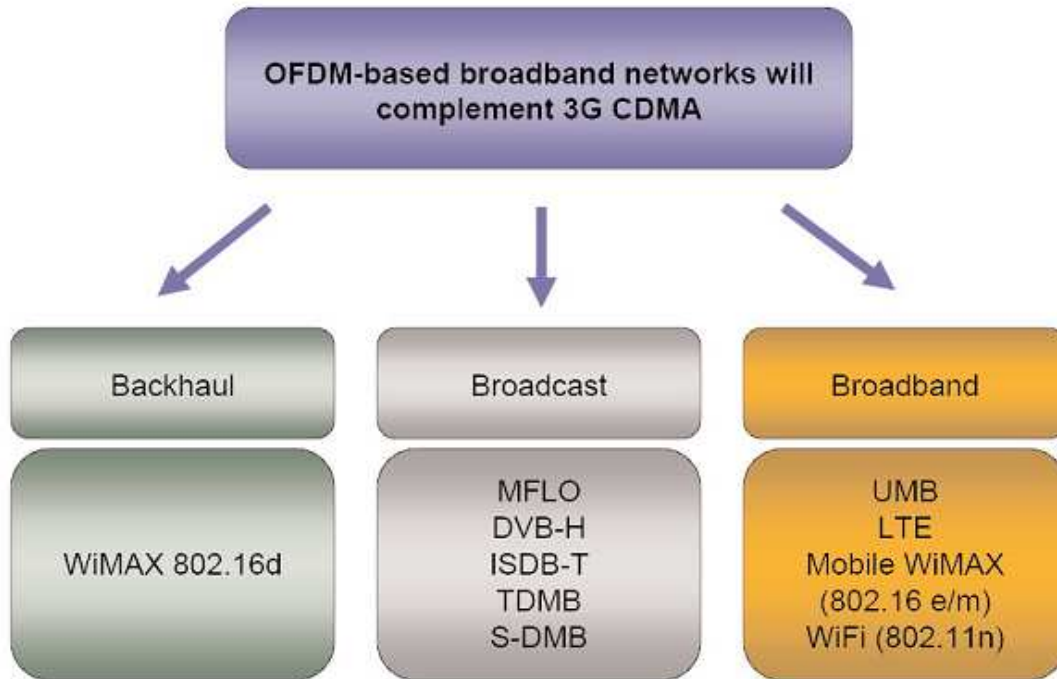 OFDM-based broadband networks will
complement 3G CDMA
Backhaul
WiMAX 802.16d
Broadcast
MFLO
DVB-H
ISDB-T
TDMB
S-DMB
Broadband
UMB
LTE
Mobile WiMAX
(802.16 e/m)
WiFi (802.11n)